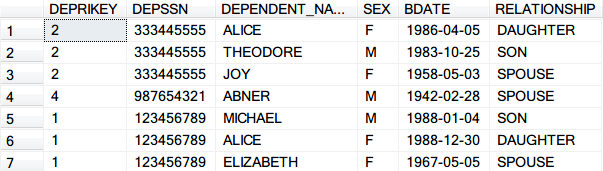 DEPRIKEY DEPSSN DEPENDENT_NA... SEX BDATE RELATIONSHIP
1 2 333445555 ALICE F 1986-04-05 DAUGHTER
2 2 333445555 THEODORE M 1983-10-25 SON
3 2 333445555 JOY F 1958-05-03 SPOUSE
4 4 987654321 ABNER M 1942-02-28 SPOUSE
5 1 123456789 MICHAEL M 1988-01-04 SON
6 1 123456789 ALICE F 1988-12-30 DAUGHTER
7 1 123456789 ELIZABETH F 1967-05-05 SPOUSE